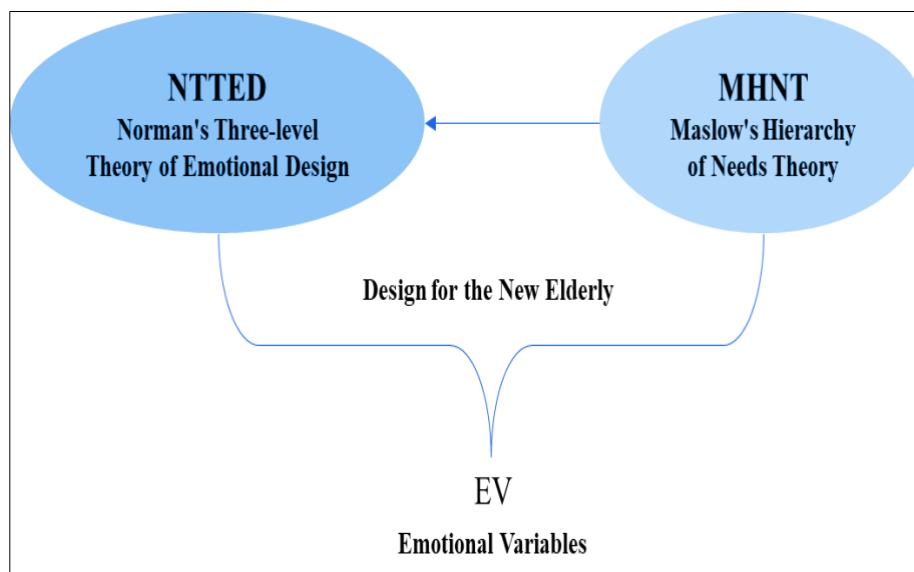 NTTED
Norman's Three-level
Theory of Emotional Design
MHNT
Maslow's Hierarchy
of Needs Theory
Design for the New Elderly
EV
Emotional Variables